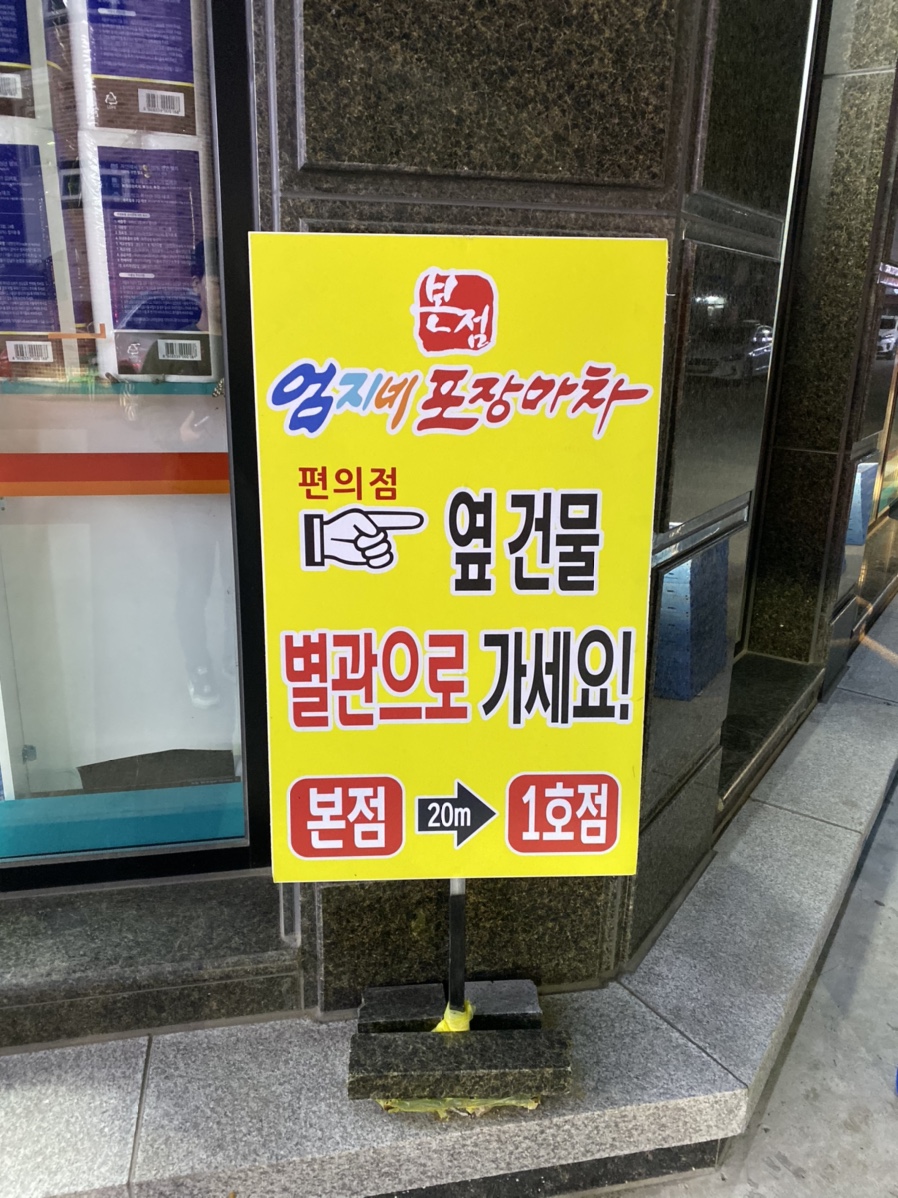 본점
엄지네 포장마차
편의점
옆 건물
별관으로 가세요!
본점 20m 1호점